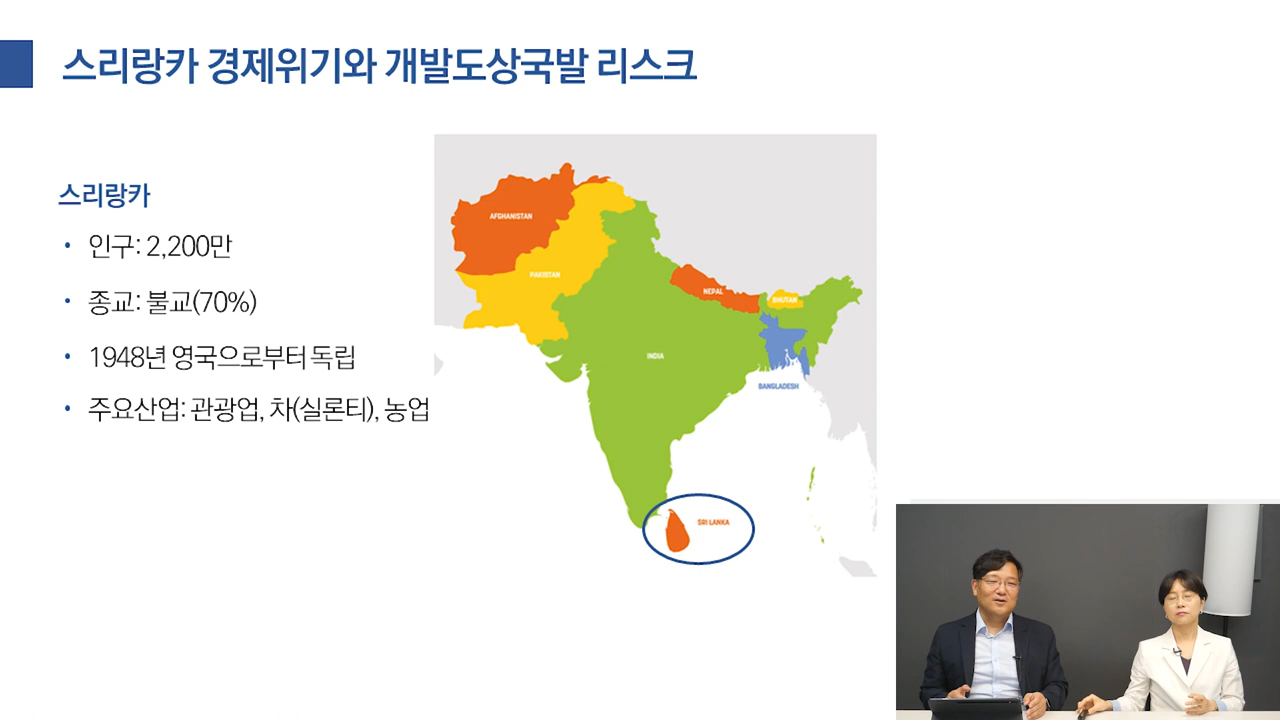 스리랑카 경제위기와 개발도상국발 리스크
스리랑카
• 인구: 2,200만
• 종교: 불교(70%)
• 1948년 영국으로부터 독립
• 주요산업: 관광업, 차(실론티), 농업
AFGHANISTAN
PAKISTAN
NEPAL
BHUTAN
INDIA
BANGLADESH
SRI LANKA